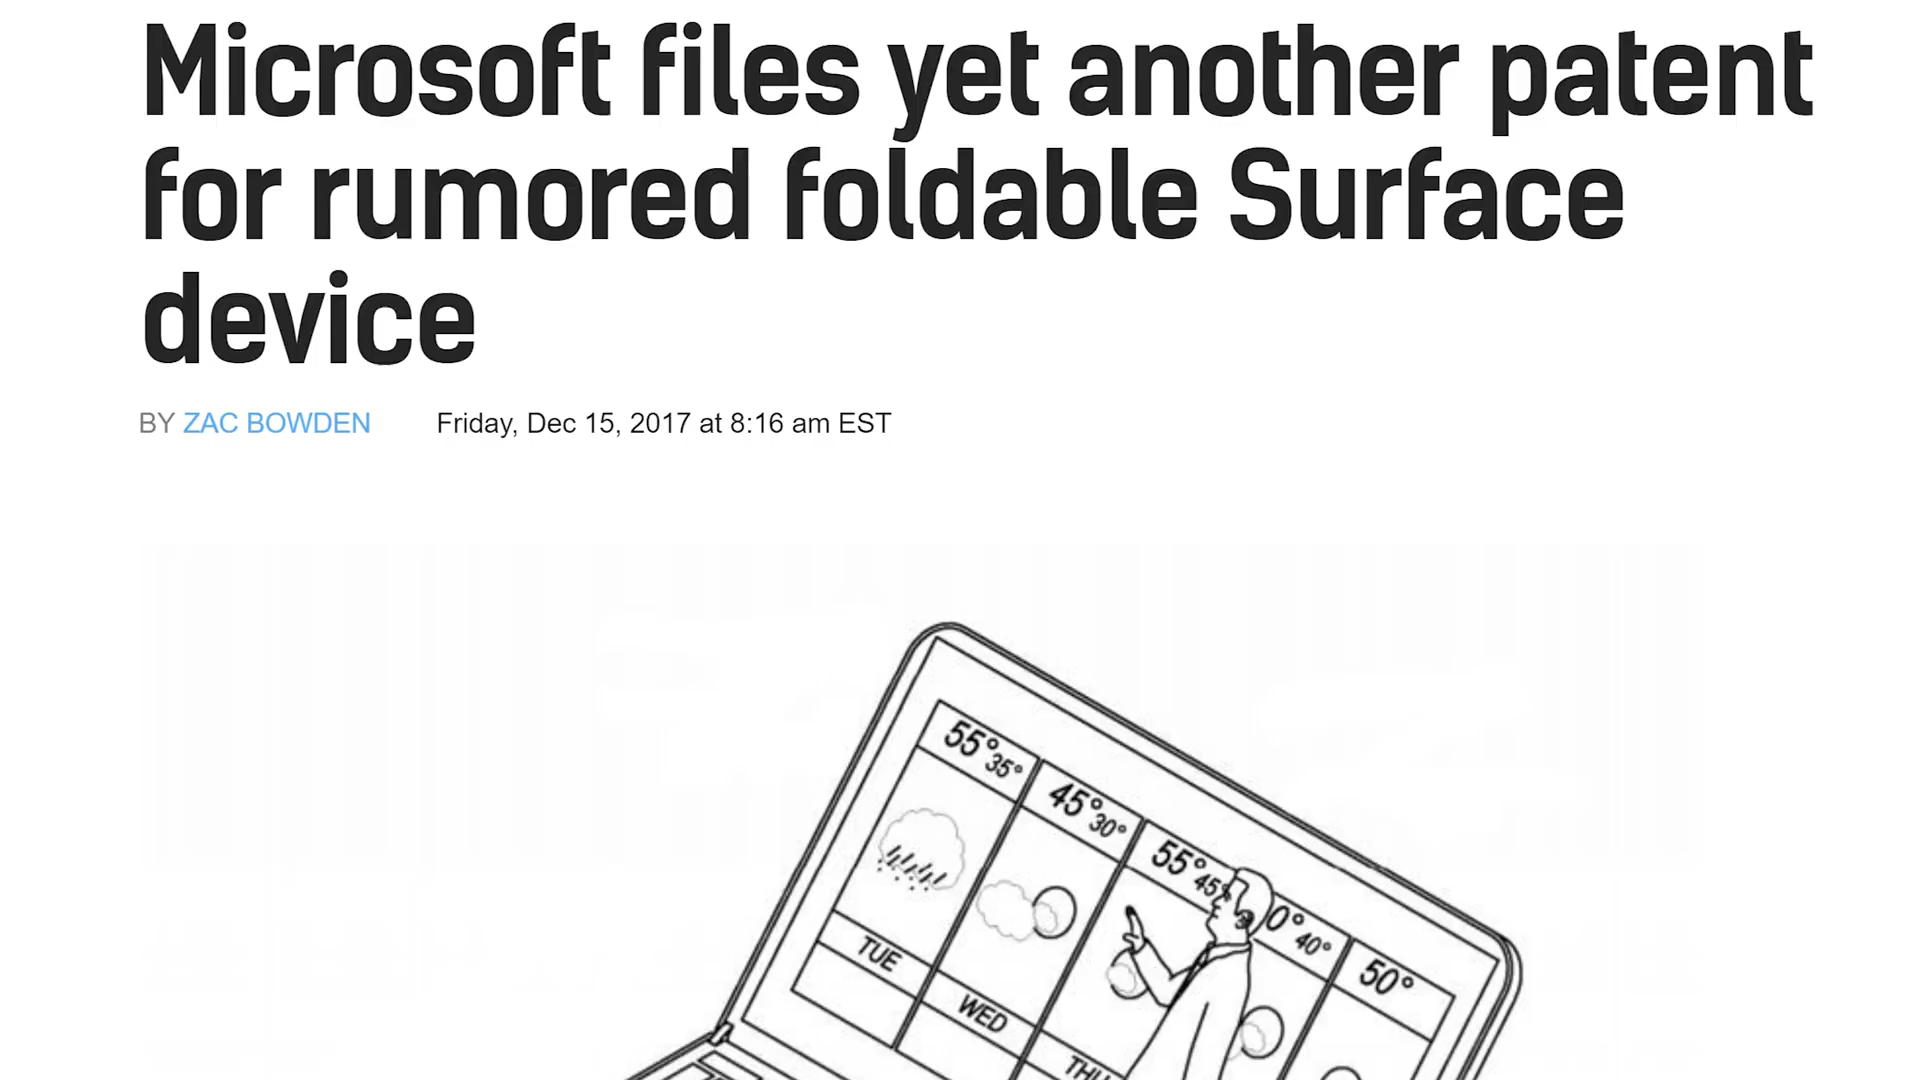 Microsoft files yet another patent
for rumored foldable Surface
device
BY ZAC BOWDEN Friday, Dec 15, 2017 at 8:16 am EST
55° 35°
45° 30°
55° 45°
0° 40°
50°
TUE
WED
THU